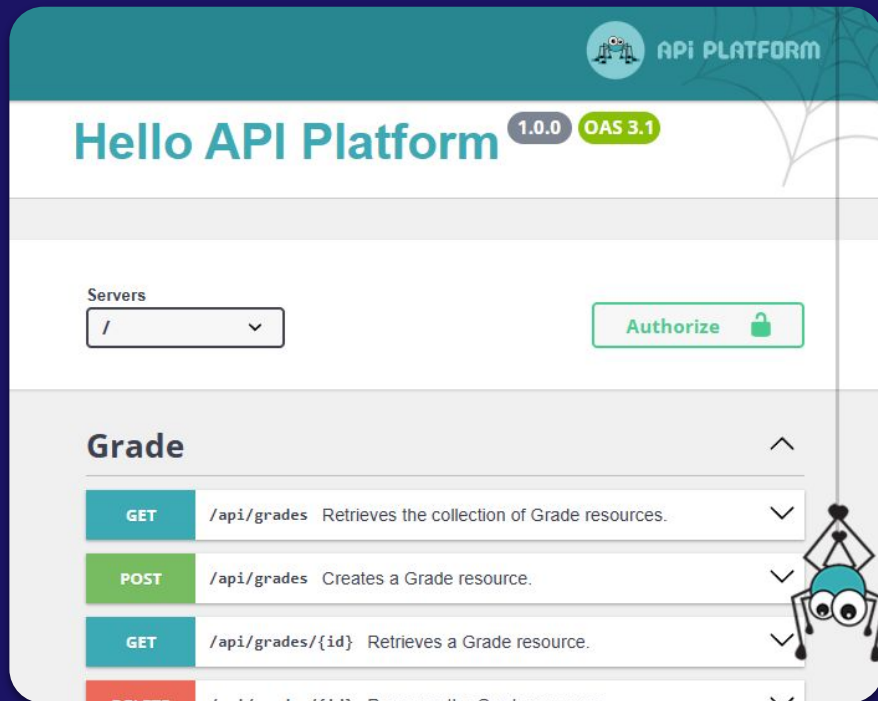 API PLATFORM
Hello API Platform 1.0.0 OAS 3.1
Servers
/
Authorize
Grade
GET /api/grades Retrieves the collection of Grade resources.
POST /api/grades Creates a Grade resource.
GET /api/grades/{id} Retrieves a Grade resource.